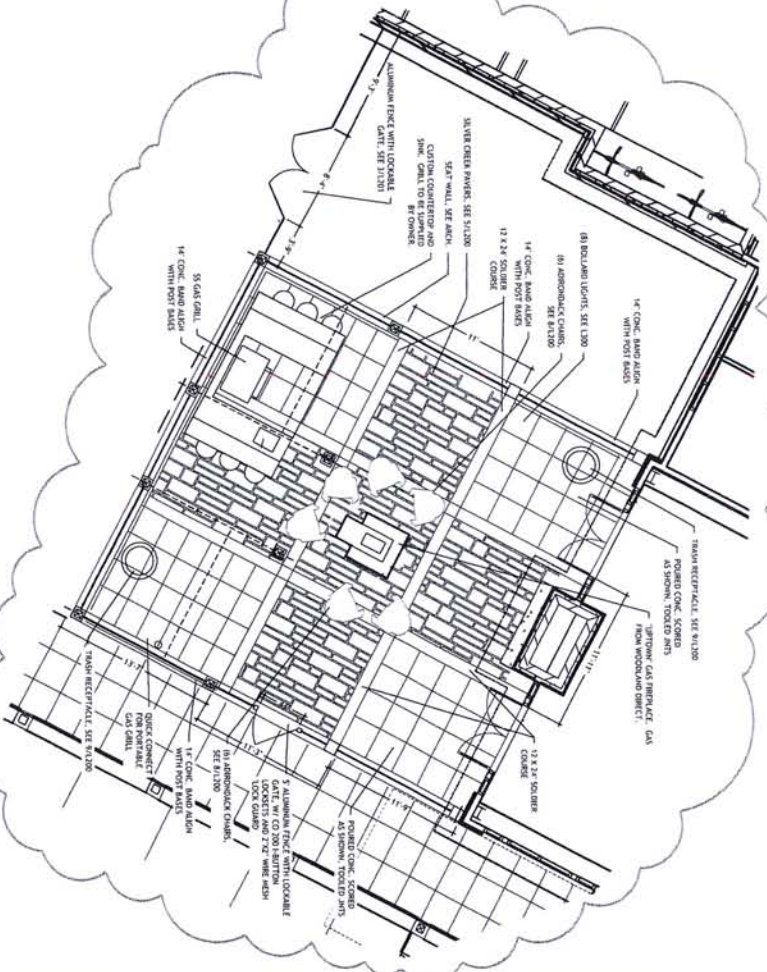 ALUMINUM FENCE WITH LOCKABLE
GATE, SEE 3/L201
SILVER CREEK PAVERS, SEE 5/L200
SEAT WALL, SEE ARCH.
CUSTOM COUNTERTOP AND
SINK. GRILL TO BE SUPPLIED
BY OWNER.
12 X 24" SOLDIER
COURSE
14" CONC. BAND ALIGN
WITH POST BASES
(6) ADIRONDACK CHAIRS,
SEE 8/L200
(8) BOLLARD LIGHTS, SEE L300
14" CONC. BAND ALIGN
WITH POST BASES
SS GAS GRILL
14" CONC. BAND ALIGN
WITH POST BASES
11'
TRASH RECEPTACLE, SEE 9/L200
POURED CONC. SCORED
AS SHOWN, TOOLED JNTS
"UPTOWN" GAS FIREPLACE. GAS
FROM WOODLAND DIRECT.
12 X 24" SOLDIER
COURSE
POURED CONC. SCORED
AS SHOWN, TOOLED JNTS
5' ALUMINUM FENCE WITH LOCKABLE
GATE, W/ CO 200 I-BUTTON
LOCKSETS AND 2"X2" WIRE MESH
LOCK GUARD
(6) ADIRONDACK CHAIRS,
SEE 8/L200
14" CONC. BAND ALIGN
WITH POST BASES
QUICK CONNECT
FOR PORTABLE
GAS GRILL
TRASH RECEPTACLE, SEE 9/L200
11'-3"